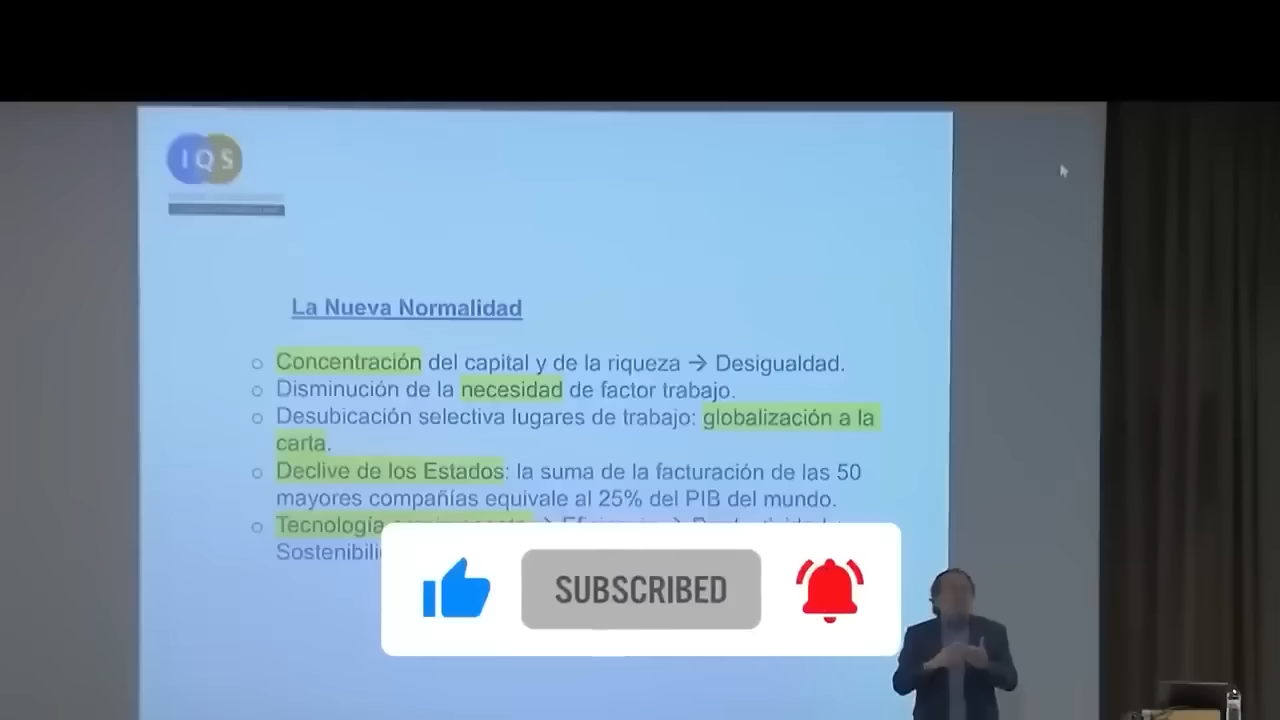 IQS
La Nueva Normalidad
Concentración del capital y de la riqueza → Desigualdad.
Disminución de la necesidad de factor trabajo.
Desubicación selectiva lugares de trabajo: globalización a la
carta.
Declive de los Estados: la suma de la facturación de las 50
mayores compañías equivale al 25% del PIB del mundo.
Tecnología
SUBSCRIBED